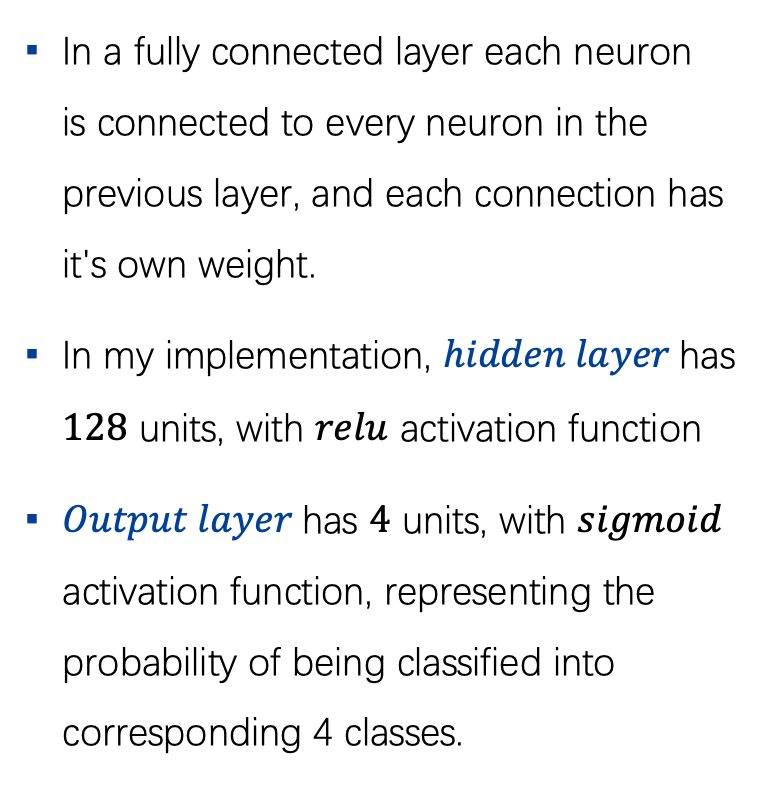 ▪ In a fully connected layer each neuron
is connected to every neuron in the
previous layer, and each connection has
it's own weight.
▪ In my implementation, hidden layer has
128 units, with relu activation function
▪ Output layer has 4 units, with sigmoid
activation function, representing the
probability of being classified into
corresponding 4 classes.